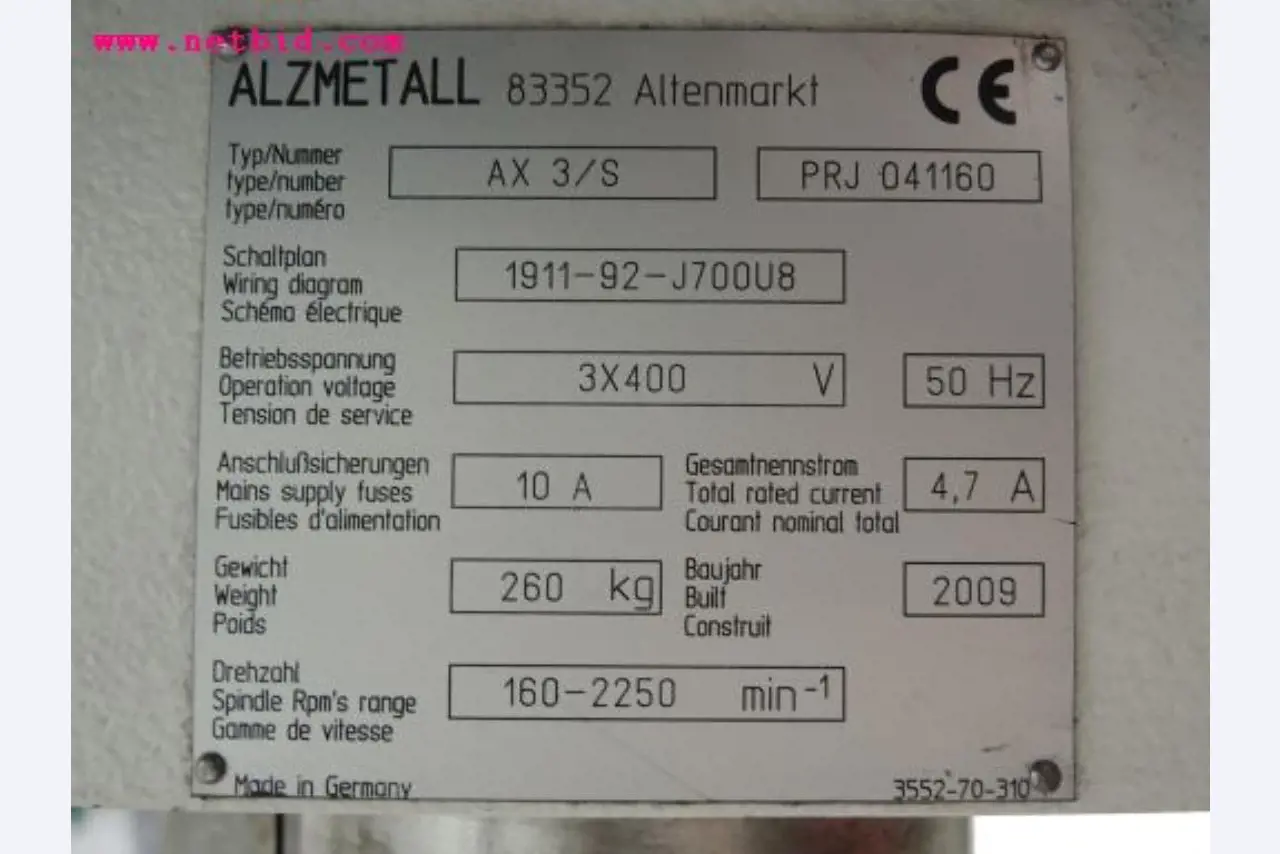 www.netbid.com
ALZMETALL 83352 Altenmarkt CE
Typ/Nummer
type/number AX 3/S PRJ 041160
type/numéro
Schaltplan
Wiring diagram 1911-92-J700U8
Schéma électrique
Betriebsspannung
Operation voltage 3X400 V 50 Hz
Tension de service
Anschlußsicherungen Gesamtnennstrom
Mains supply fuses 10 A Total rated current 4,7 A
Fusibles d'alimentation Courant nominal total
Gewicht Baujahr
Weight 260 kg Built 2009
Poids Construit
Drehzahl
Spindle Rpm's range 160-2250 min-1
Gamme de vitesse
Made in Germany 3552-70-310